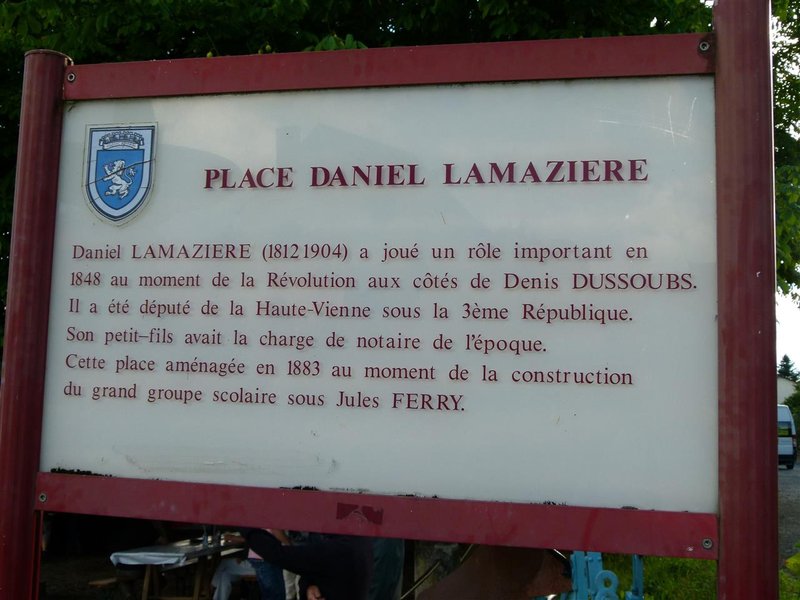 PLACE DANIEL LAMAZIERE
Daniel LAMAZIERE (1812 1904) a joué un rôle important en
1848 au moment de la Révolution aux côtés de Denis DUSSOUBS.
Il a été député de la Haute-Vienne sous la 3ème République.
Son petit-fils avait la charge de notaire de l'époque.
Cette place aménagée en 1883 au moment de la construction
du grand groupe scolaire sous Jules FERRY.